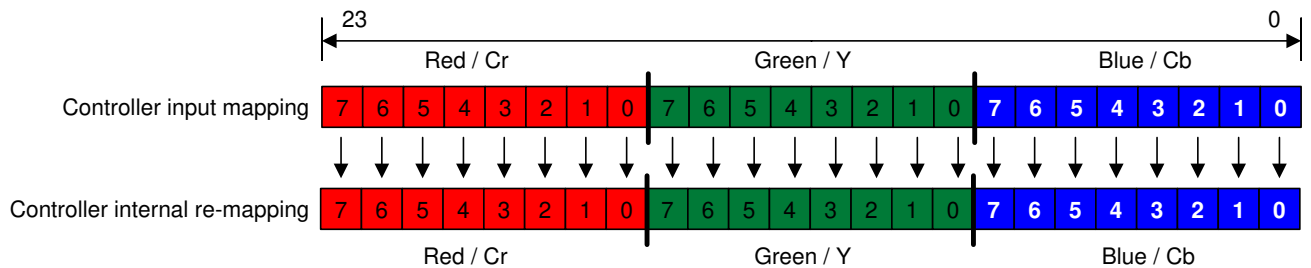 23 0
Red / Cr Green / Y Blue / Cb
Controller input mapping 7 6 5 4 3 2 1 0 7 6 5 4 3 2 1 0 7 6 5 4 3 2 1 0
Controller internal re-mapping 7 6 5 4 3 2 1 0 7 6 5 4 3 2 1 0 7 6 5 4 3 2 1 0
Red / Cr Green / Y Blue / Cb